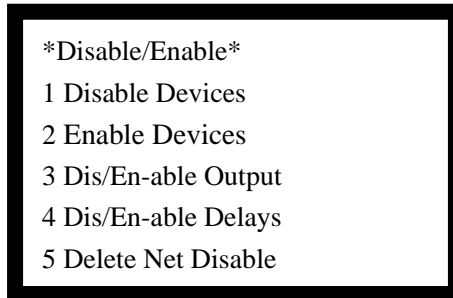 *Disable/Enable*
1 Disable Devices
2 Enable Devices
3 Dis/En-able Output
4 Dis/En-able Delays
5 Delete Net Disable